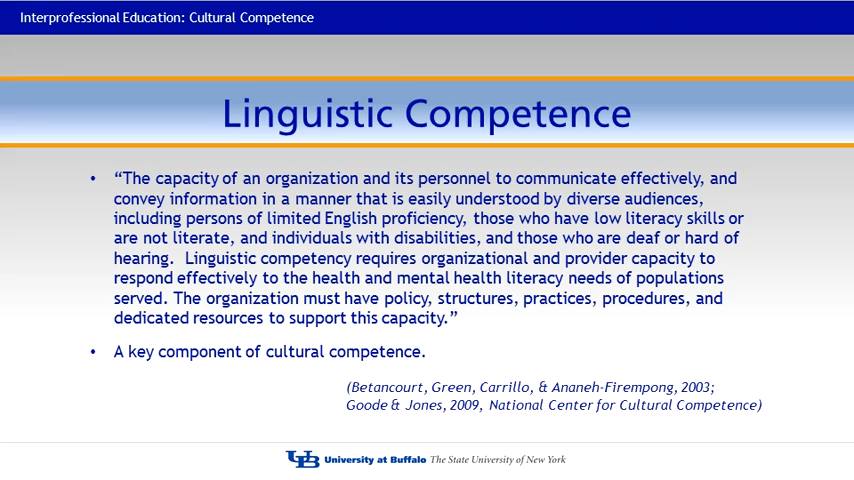 Interprofessional Education: Cultural Competence
Linguistic Competence
• “The capacity of an organization and its personnel to communicate effectively, and
convey information in a manner that is easily understood by diverse audiences,
including persons of limited English proficiency, those who have low literacy skills or
are not literate, and individuals with disabilities, and those who are deaf or hard of
hearing.  Linguistic competency requires organizational and provider capacity to
respond effectively to the health and mental health literacy needs of populations
served. The organization must have policy, structures, practices, procedures, and
dedicated resources to support this capacity.”
• A key component of cultural competence.
(Betancourt, Green, Carrillo, & Ananeh-Firempong, 2003;
Goode & Jones, 2009, National Center for Cultural Competence)
UB University at Buffalo The State University of New York